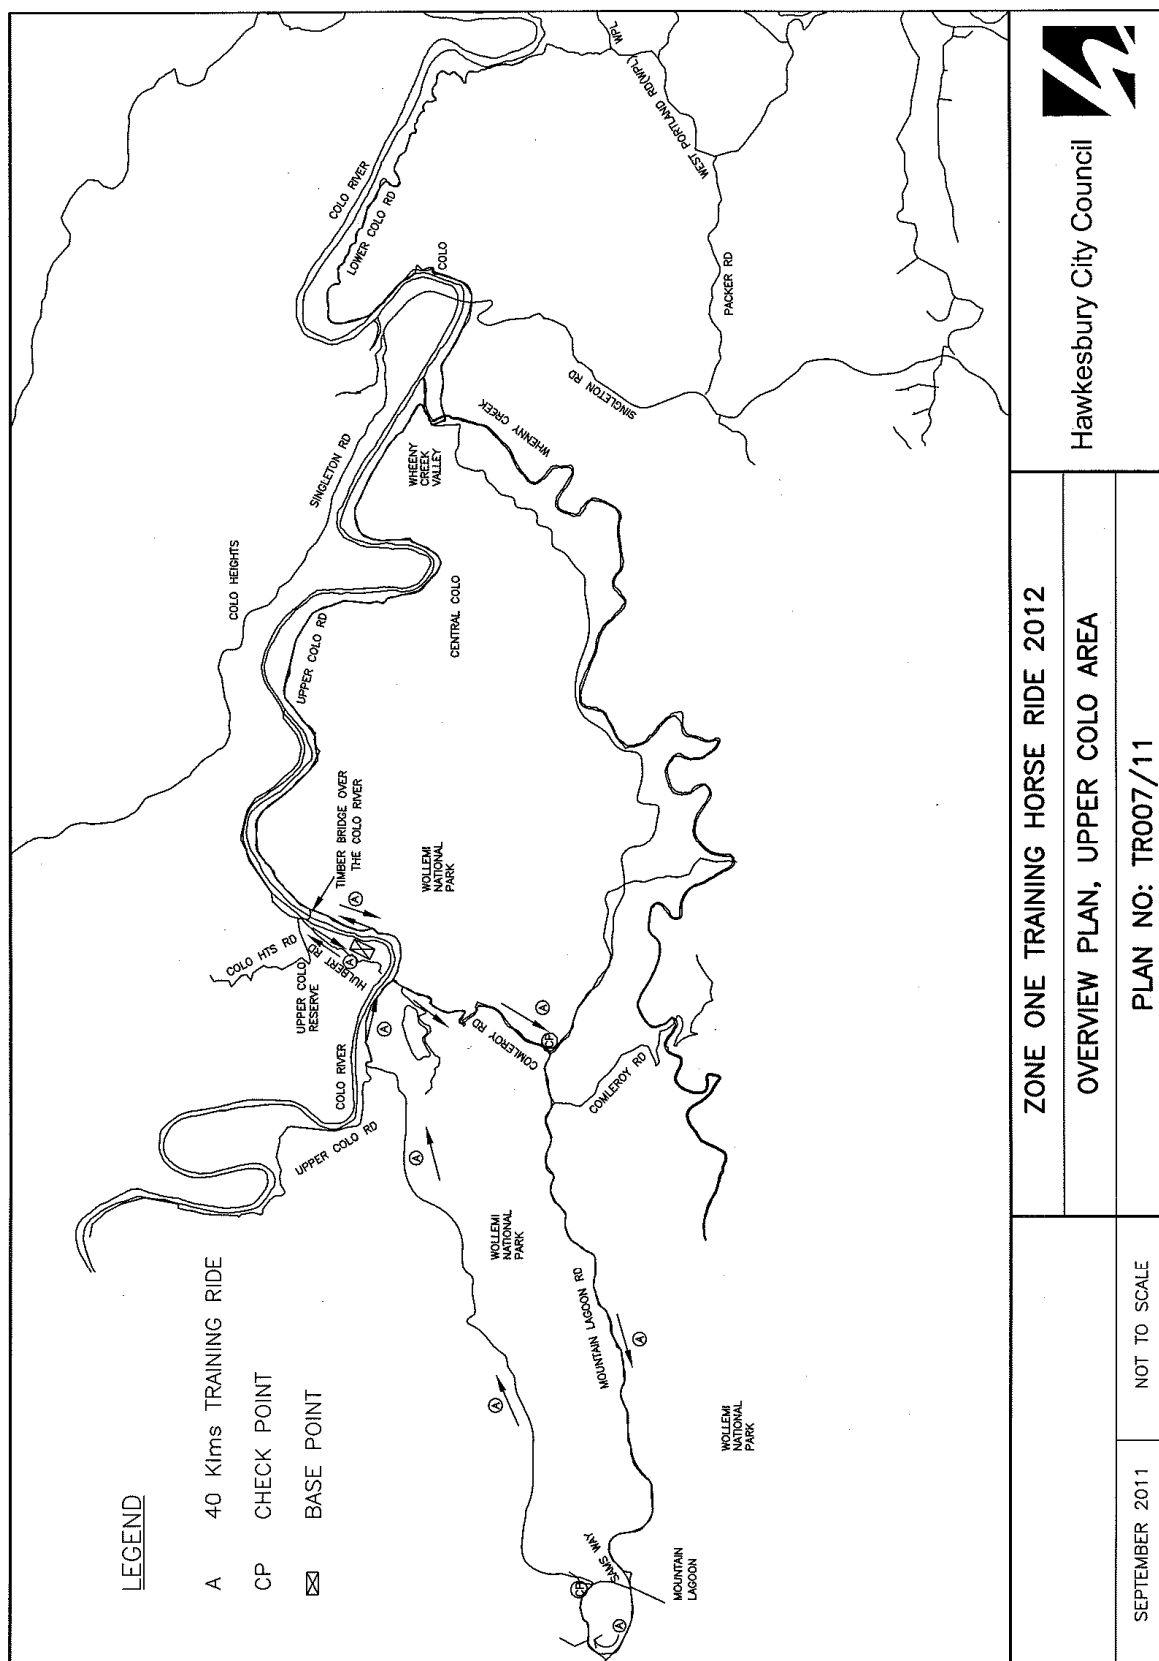 COLO RIVER
LOWER COLO RD
COLO
WPL
WEST PORTLAND RD(WPL)
PACKER RD
SINGLETON RD
WHENNY CREEK
WHEENY
CREEK
VALLEY
SINGLETON RD
COLO HEIGHTS
UPPER COLO RD
CENTRAL COLO
TIMBER BRIDGE OVER
THE COLO RIVER
A
WOLLEMI
NATIONAL
PARK
COLO HTS RD
HULBERT RD
A
UPPER COLO
RESERVE
COLO RIVER
A
UPPER COLO RD
COMLEROY RD
A
CP
COMLEROY RD
A
WOLLEMI
NATIONAL
PARK
MOUNTAIN LAGOON RD
A
A
WOLLEMI
NATIONAL
PARK
SAMS WAY
CP
A
MOUNTAIN
LAGOON
LEGEND
A 40 Klms TRAINING RIDE
CP CHECK POINT
BASE POINT
SEPTEMBER 2011
NOT TO SCALE
ZONE ONE TRAINING HORSE RIDE 2012
OVERVIEW PLAN, UPPER COLO AREA
PLAN NO: TR007/11
Hawkesbury City Council